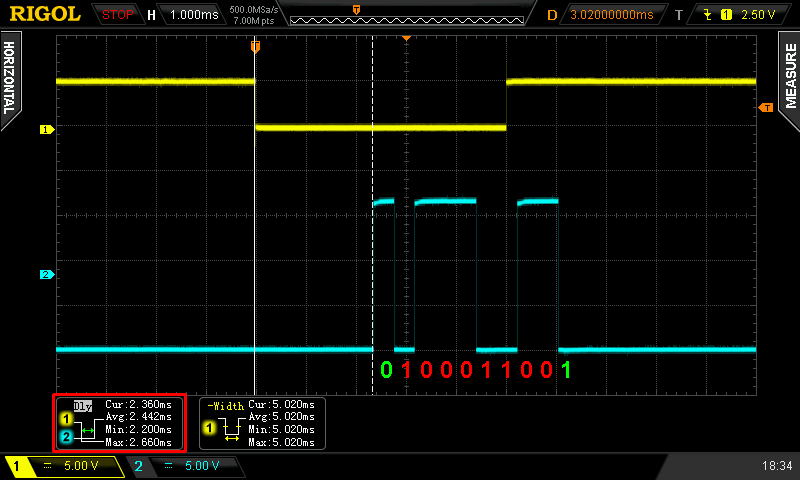 RIGOL STOP H 1.000ms 500.0MSa/s 7.00M pts T D 3.02000000ms T 1 2.50 V
HORIZONTAL
MEASURE
T
T
1
2
0 1 0 0 0 1 1 0 0 1
Dly Cur:2.360ms
1 Avg:2.442ms
2 Min:2.200ms
Max:2.660ms
-Width Cur:5.020ms
1 Avg:5.020ms
Min:5.020ms
Max:5.020ms
1 5.00 V 2 5.00 V 18:34